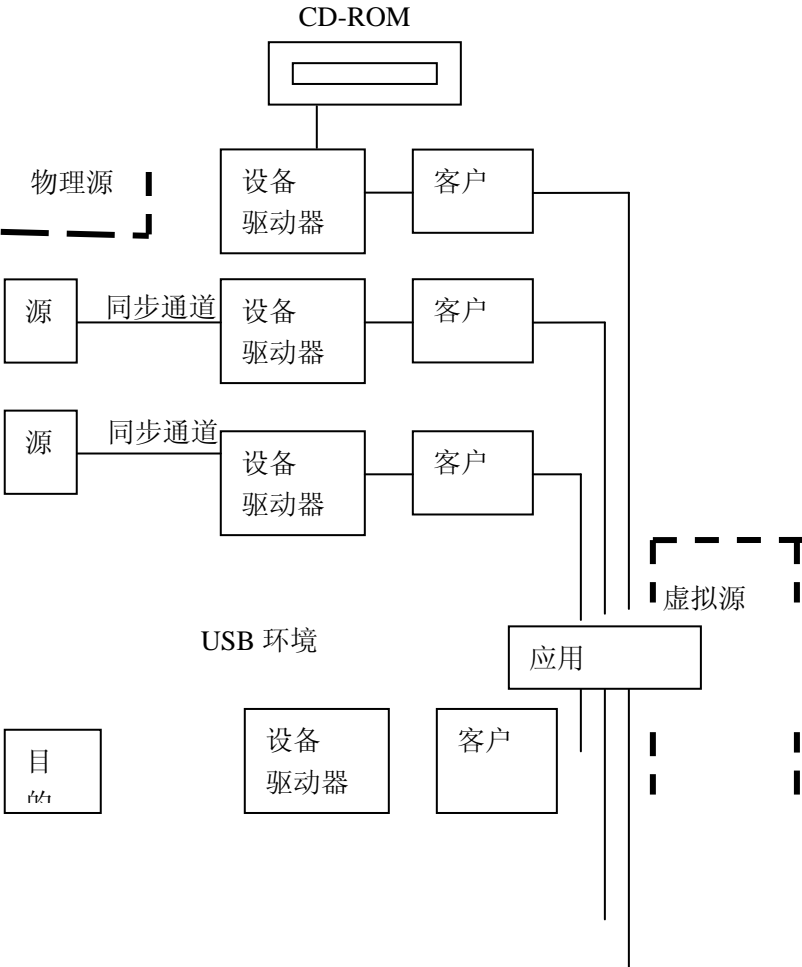 CD-ROM
物理源
设备
驱动器
客户
源
同步通道
设备
驱动器
客户
源
同步通道
设备
驱动器
客户
虚拟源
USB 环境
应用
目
设备
驱动器
客户